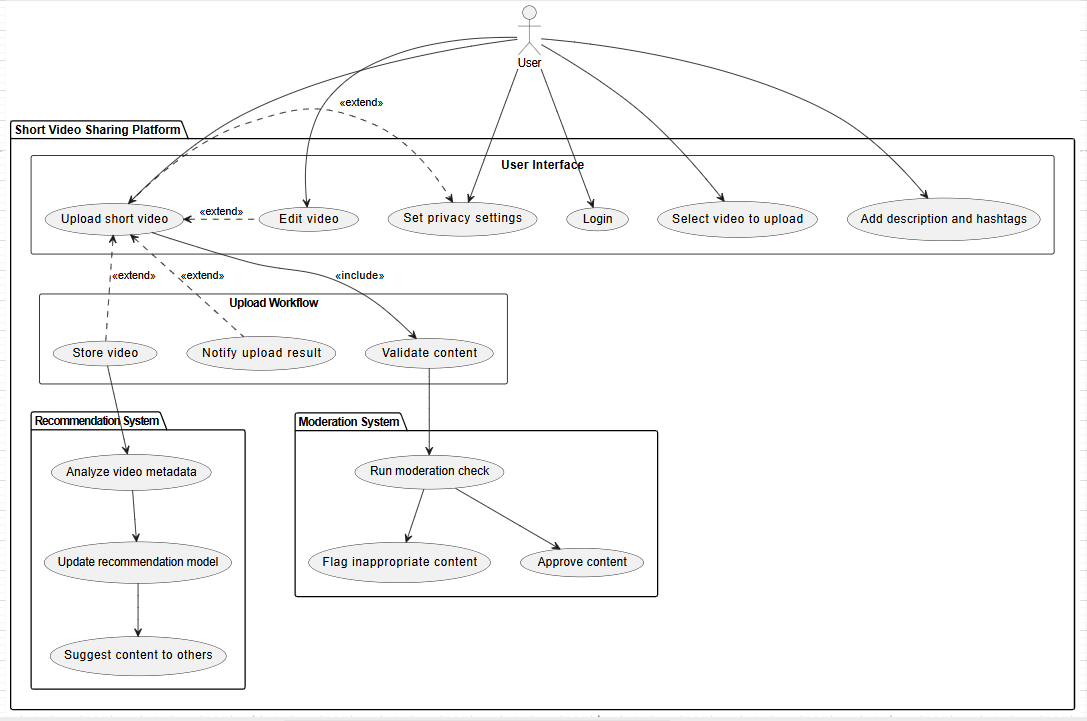 User
«extend»
Short Video Sharing Platform
User Interface
Upload short video
«extend»
Edit video
Set privacy settings
Login
Select video to upload
Add description and hashtags
«extend»
«extend»
«include»
Upload Workflow
Store video
Notify upload result
Validate content
Recommendation System
Moderation System
Analyze video metadata
Run moderation check
Update recommendation model
Flag inappropriate content
Approve content
Suggest content to others